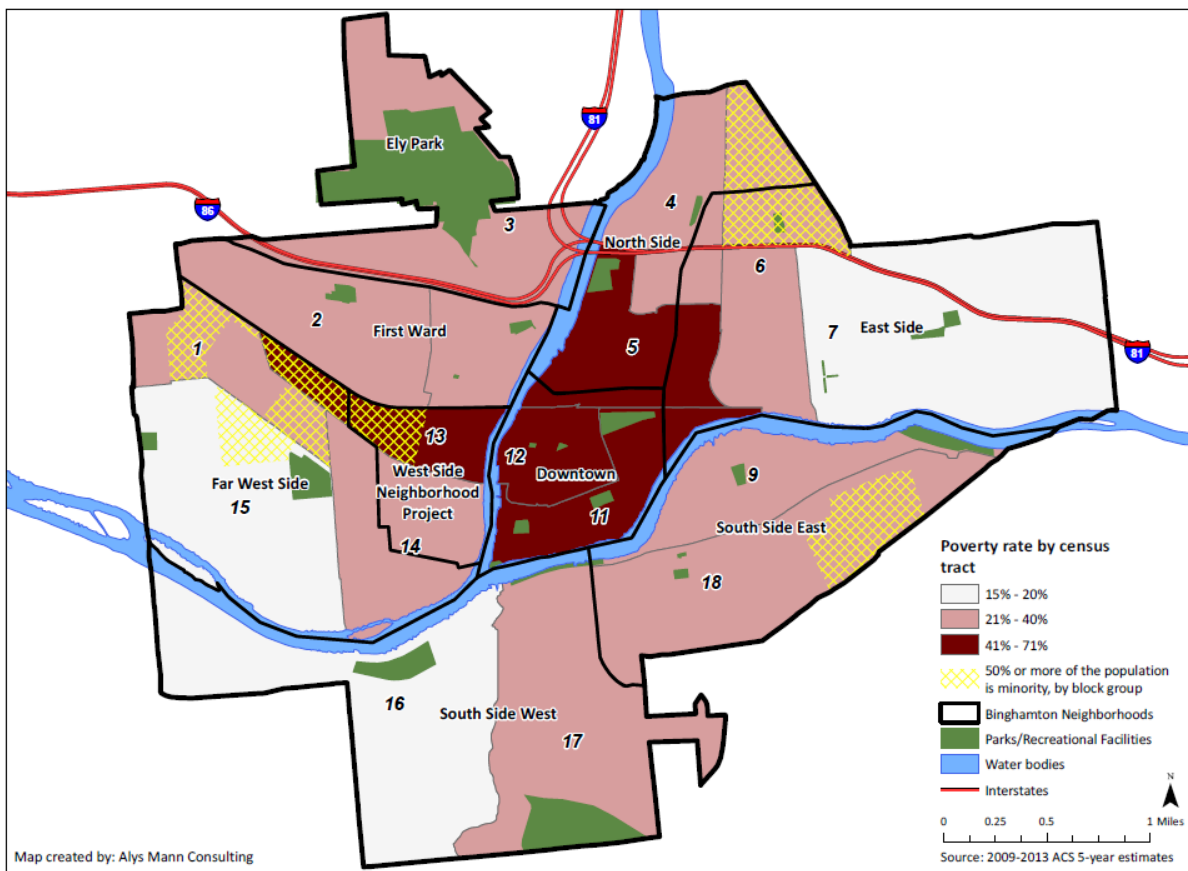 81
Ely Park
86
3
4
North Side
6
2
First Ward
1
5
7
East Side
81
13
12
West Side
Neighborhood
Project
Downtown
9
Far West Side
15
11
South Side East
14
18
16
South Side West
17
Poverty rate by census
tract
15% - 20%
21% - 40%
41% - 71%
50% or more of the population
is minority, by block group
Binghamton Neighborhoods
Parks/Recreational Facilities
Water bodies
Interstates
N
0 0.25 0.5 1 Miles
Map created by: Alys Mann Consulting
Source: 2009-2013 ACS 5-year estimates